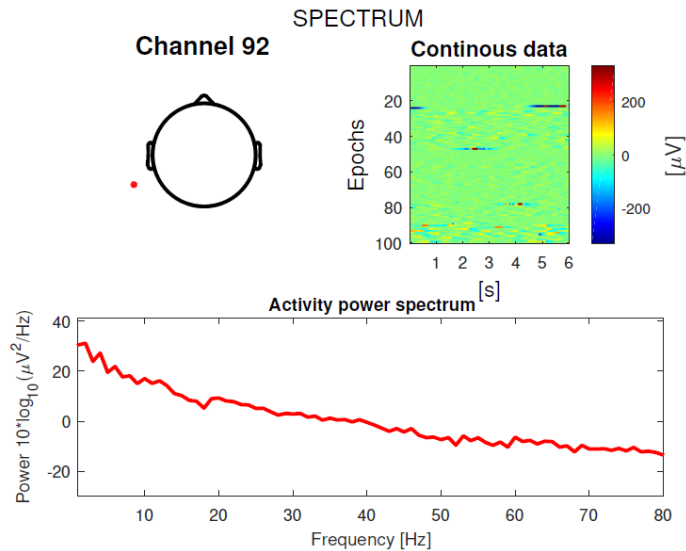 SPECTRUM
Channel 92
Continous data
Epochs
20
40
60
80
100
1 2 3 4 5 6
[s]
200
0
-200
[µV]
Activity power spectrum
Power 10*log10(µV2/Hz)
40
20
0
-20
10 20 30 40 50 60 70 80
Frequency [Hz]